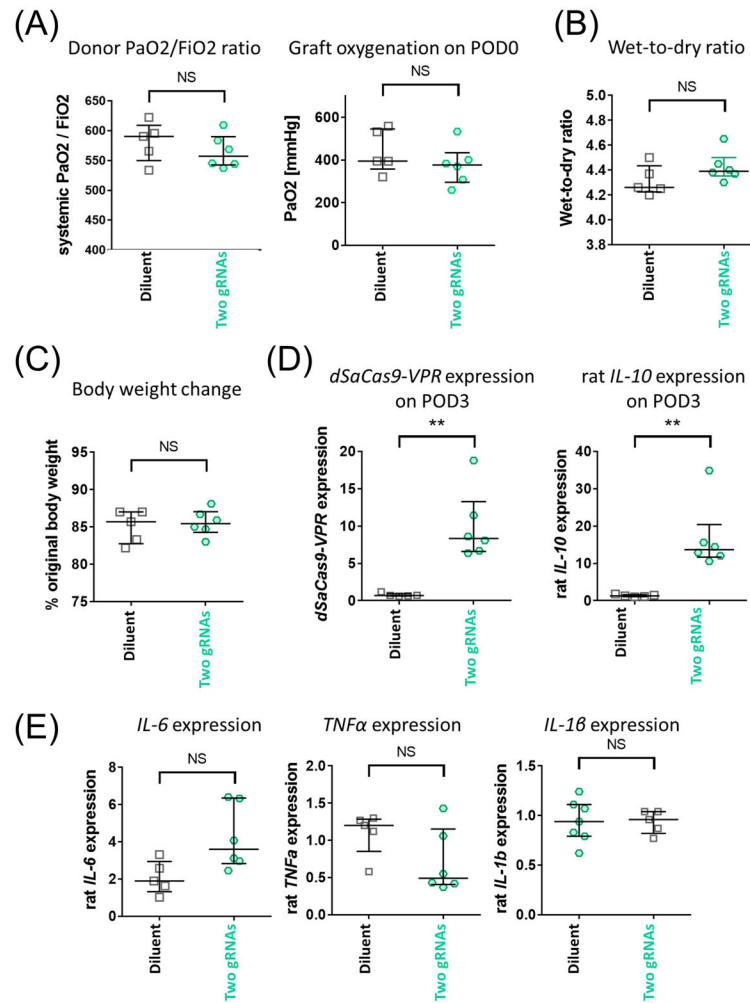 (A)
Donor PaO2/FiO2 ratio
NS
systemic PaO2 / FiO2
650
600
550
500
450
400
Diluent
Two gRNAs
Graft oxygenation on POD0
NS
PaO2 [mmHg]
600
400
200
0
Diluent
Two gRNAs
(B)
Wet-to-dry ratio
NS
Wet-to-dry ratio
5.0
4.8
4.6
4.4
4.2
4.0
3.8
Diluent
Two gRNAs
(C)
Body weight change
NS
% original body weight
95
90
85
80
75
Diluent
Two gRNAs
(D)
dSaCas9-VPR expression
on POD3
**
dSaCas9-VPR expression
20
15
10
5
0
Diluent
Two gRNAs
rat IL-10 expression
on POD3
**
rat IL-10 expression
40
30
20
10
0
Diluent
Two gRNAs
(E)
IL-6 expression
NS
rat IL-6 expression
8
6
4
2
0
Diluent
Two gRNAs
TNFα expression
NS
rat TNFa expression
2.0
1.5
1.0
0.5
0.0
Diluent
Two gRNAs
IL-1β expression
NS
rat IL-1b expression
1.5
1.0
0.5
0.0
Diluent
Two gRNAs